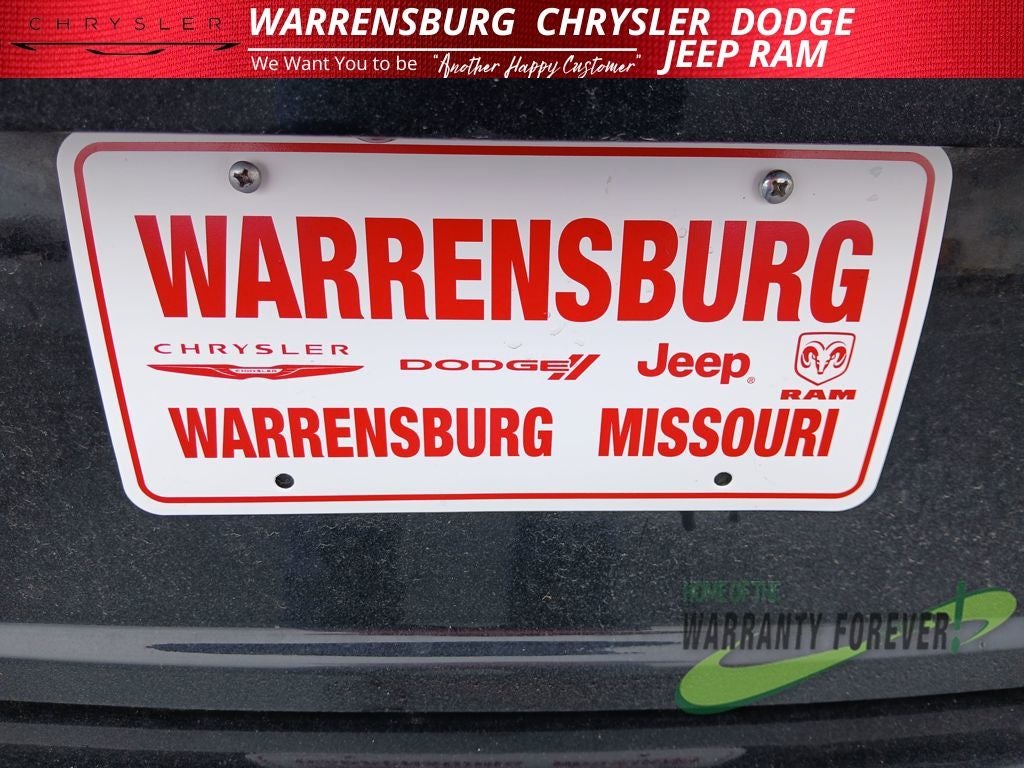 CHRYSLER
WARRENSBURG CHRYSLER DODGE
JEEP RAM
We Want You to be "Another Happy Customer"
WARRENSBURG
CHRYSLER
CHRYSLER
DODGE
Jeep®
RAM
WARRENSBURG MISSOURI
HOME OF THE
WARRANTY FOREVER!